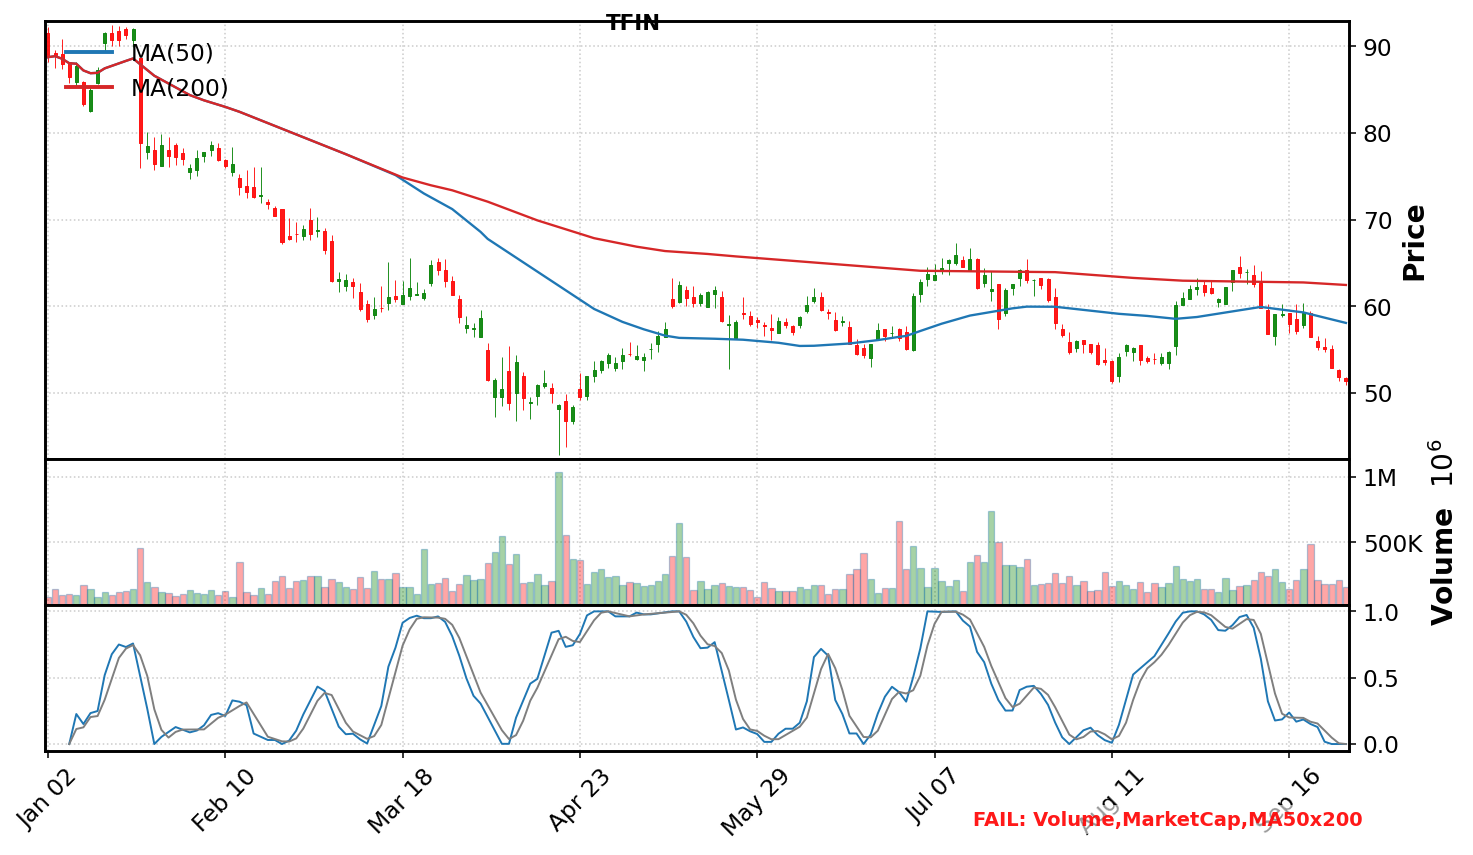 TFIN
MA(50)
MA(200)
90
80
70
60
50
Price
1M
500K
Volume 10^6
1.0
0.5
0.0
Jan 02
Feb 10
Mar 18
Apr 23
May 29
Jul 07
Aug 11
Sep 16
FAIL: Volume,MarketCap,MA50x200